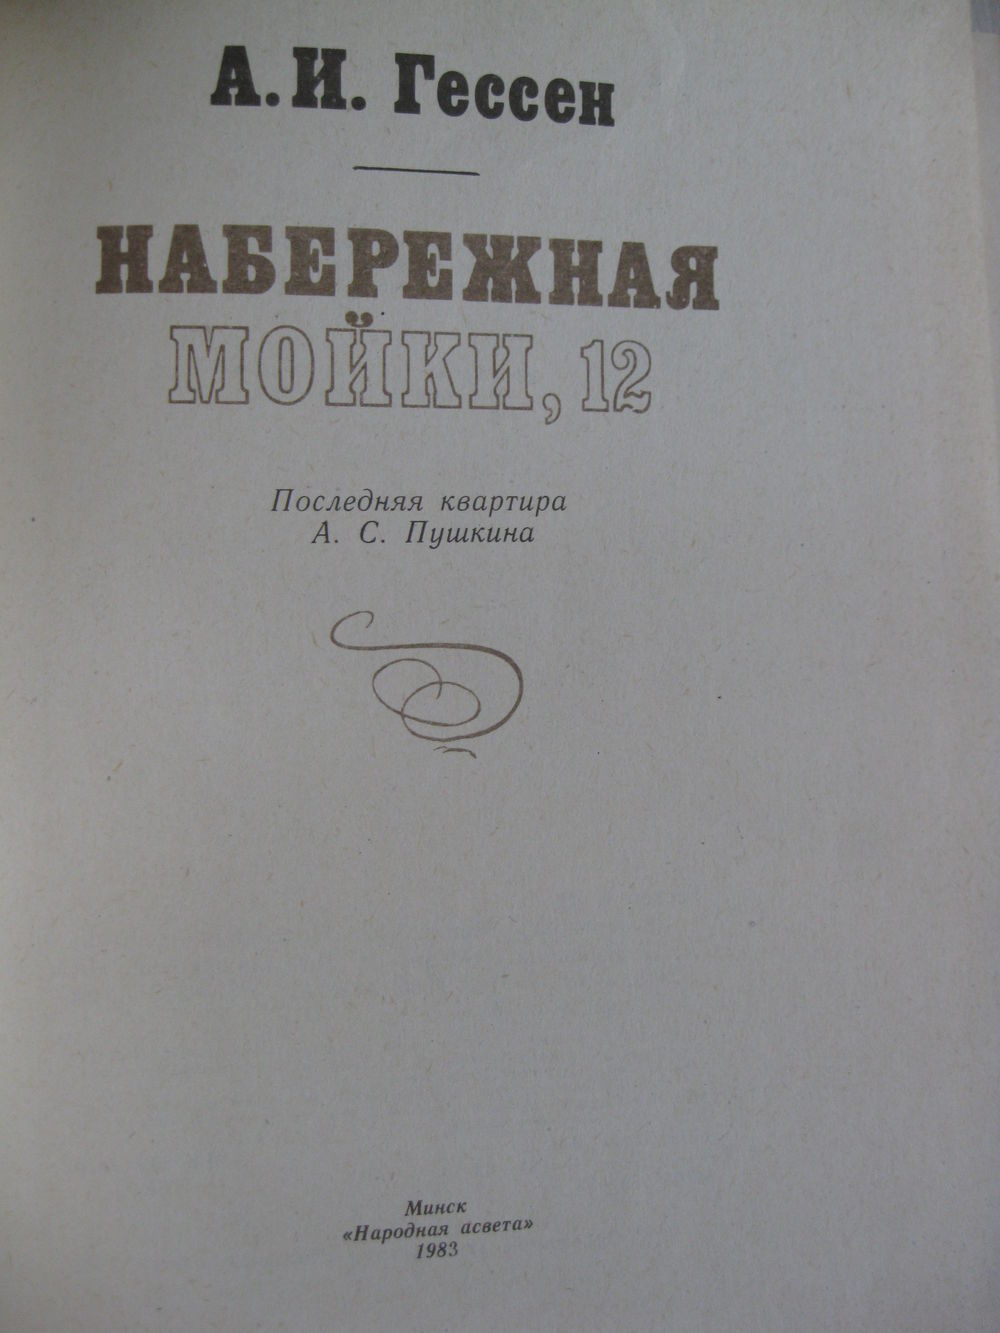 А. И. Гессен
НАБЕРЕЖНАЯ
МОЙКИ, 12
Последняя квартира
А. С. Пушкина
Минск
«Народная асвета»
1983